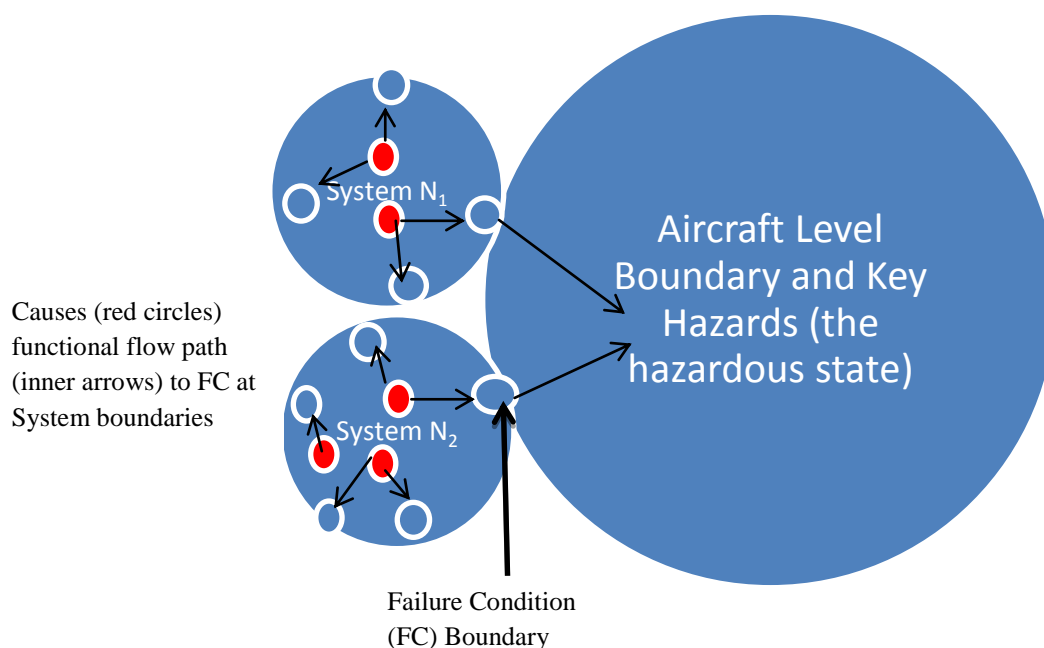 System N₁
Aircraft Level
Boundary and Key
Hazards (the
hazardous state)
Causes (red circles)
functional flow path
(inner arrows) to FC at
System boundaries
System N₂
Failure Condition
(FC) Boundary